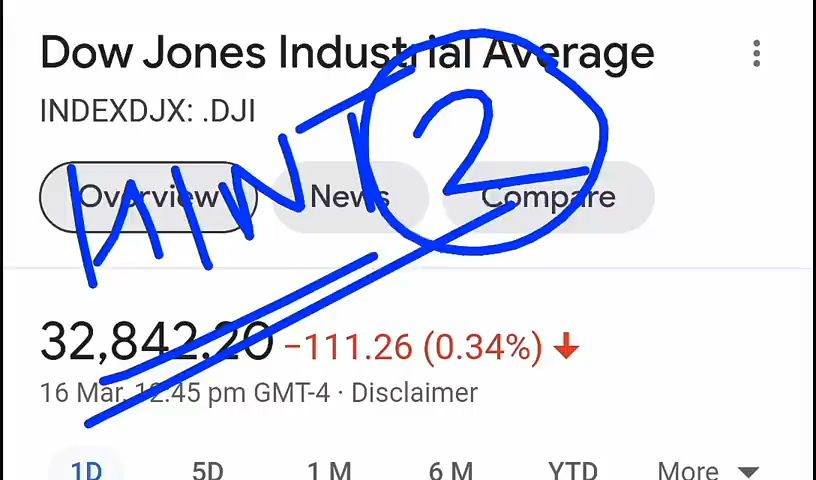 Dow Jones Industrial Average
INDEXDJX: .DJI
HINT 2
Overview News Compare
32,842.20 −111.26 (0.34%)
16 Mar, 12.45 pm GMT-4 · Disclaimer
1D 5D 1 M 6 M YTD More